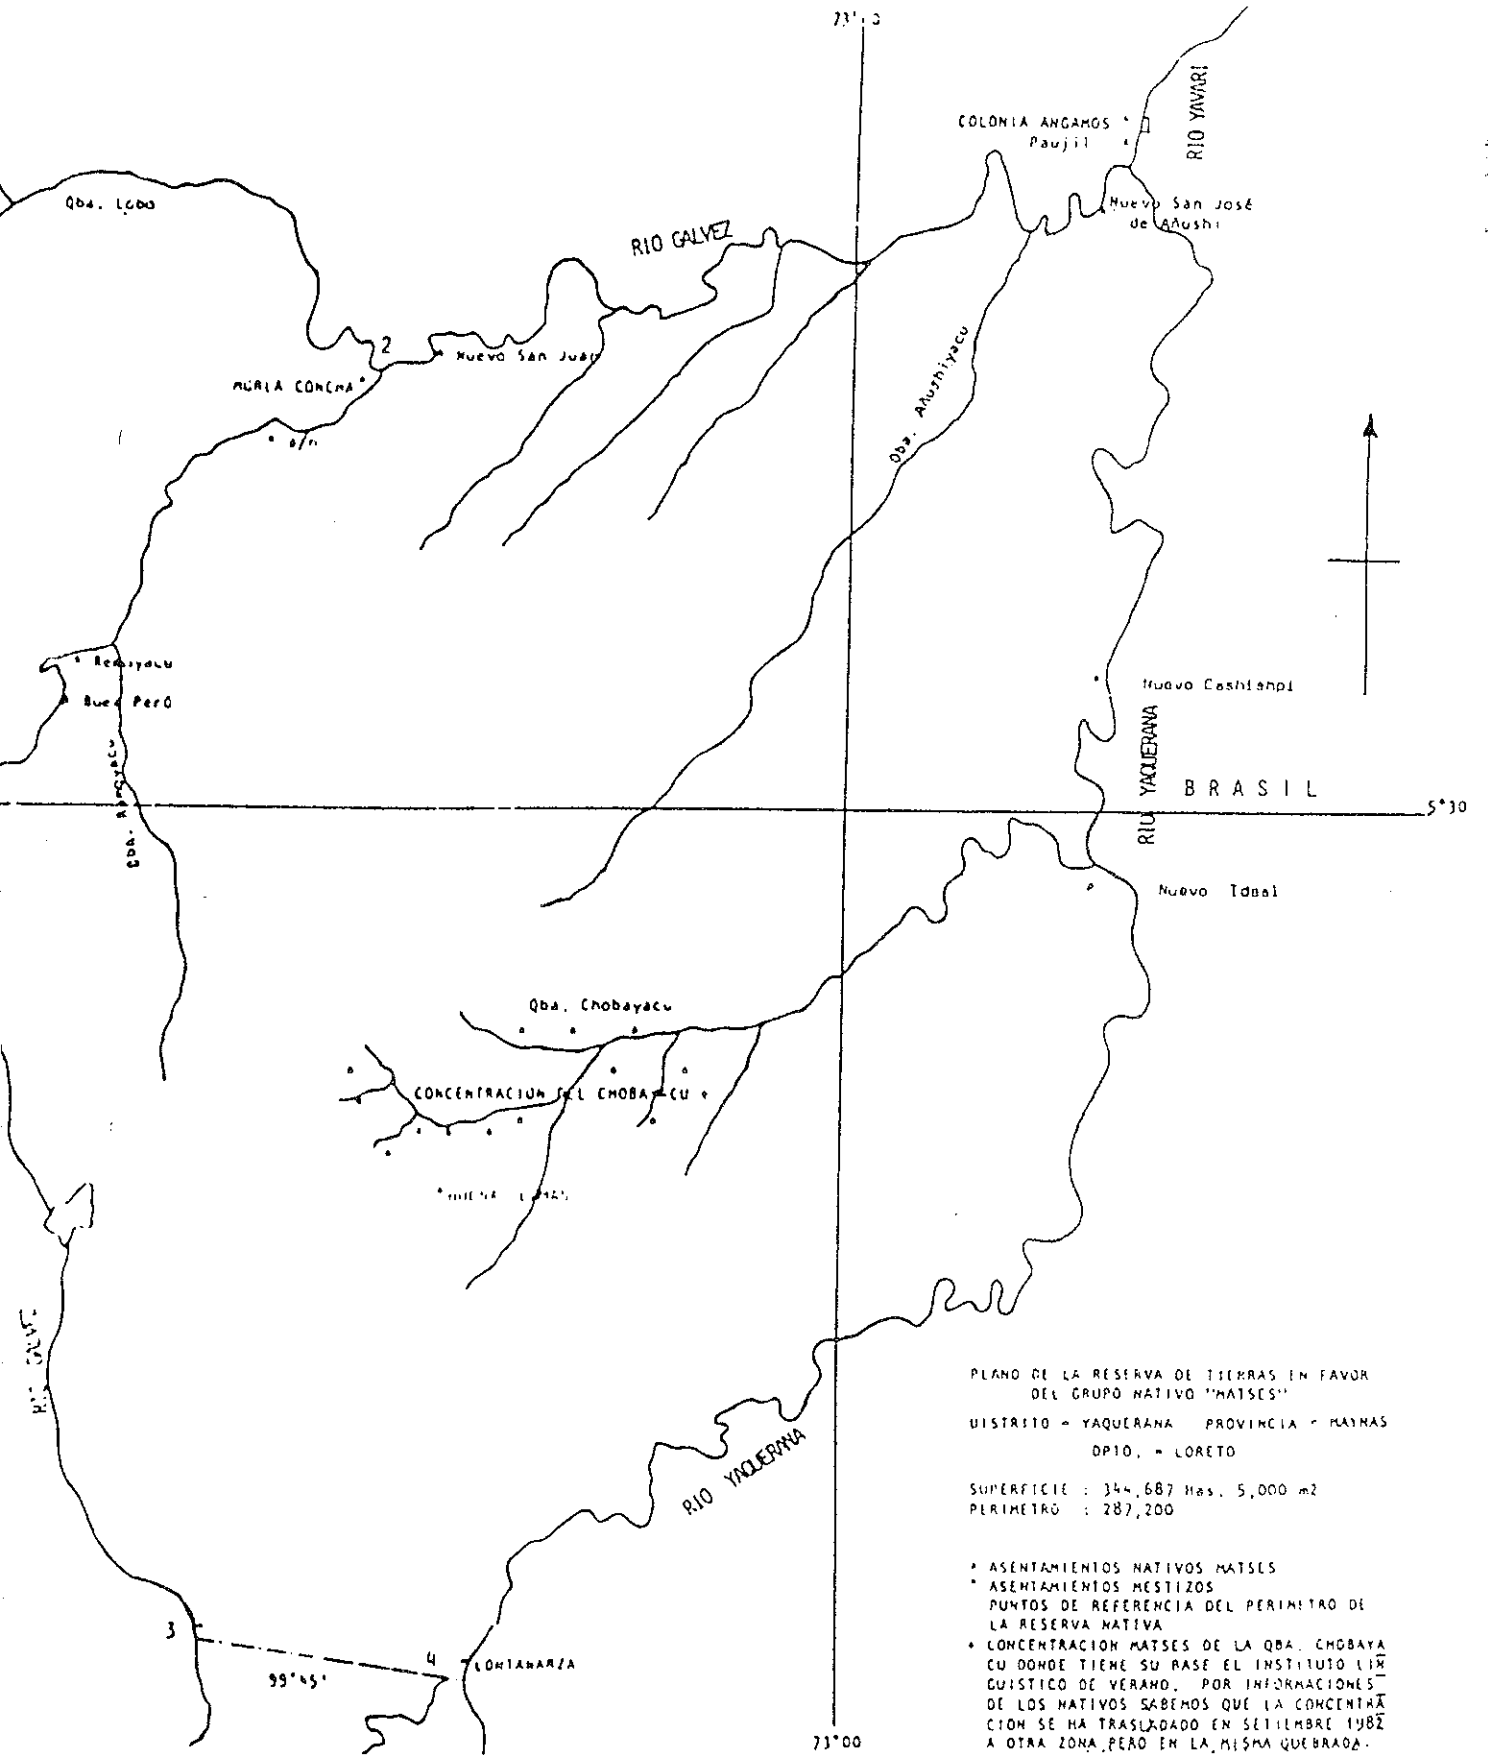 RIO YAVARI
COLONIA ANGAMOS
Paujil
Qba. Lobo
Nuevo San José
de Añushi
RIO GALVEZ
2
Nuevo San Juan
Qba. Añushiyacu
Remoyacu
Buen Perú
Nuevo Cashishpi
RIO YAQUERANA
BRASIL
5°30
Nuevo Ideal
Qba. Chobayacu
CONCENTRACION DEL CHOBAYACU +
BUENA LOMAS
RIO YAQUERANA
3
99°45'
4
73°00
PLANO DE LA RESERVA DE TIERRAS EN FAVOR
DEL GRUPO NATIVO "MATSES"
DISTRITO = YAQUERANA PROVINCIA = MAYNAS
DPTO. = LORETO
SUPERFICIE : 344,687 Has. 5,000 m2
PERIMETRO : 287,200
ASENTAMIENTOS NATIVOS MATSES
ASENTAMIENTOS MESTIZOS
PUNTOS DE REFERENCIA DEL PERIMETRO DE
LA RESERVA NATIVA
+ CONCENTRACION MATSES DE LA QBA. CHOBAYA
CU DONDE TIENE SU BASE EL INSTITUTO LIN
GUISTICO DE VERANO. POR INFORMACIONES
DE LOS NATIVOS SABEMOS QUE LA CONCENTRA
CION SE HA TRASLADADO EN SETIEMBRE 1982
A OTRA ZONA PERO EN LA MISMA QUEBRADA.